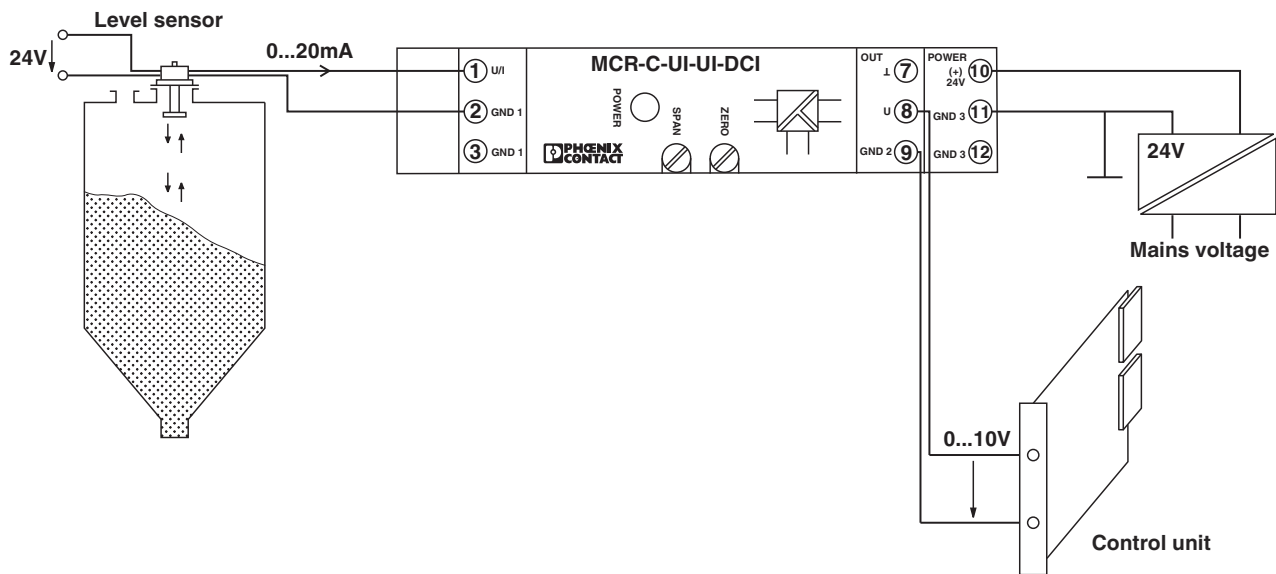 Level sensor
24V
0...20mA
1 U/I
2 GND 1
3 GND 1
MCR-C-UI-UI-DCI
POWER
SPAN
ZERO
PHŒNIX
CONTACT
OUT
⊥ 7
U 8
GND 2 9
POWER
(+) 10
24V
GND 3 11
GND 3 12
24V
Mains voltage
0...10V
Control unit